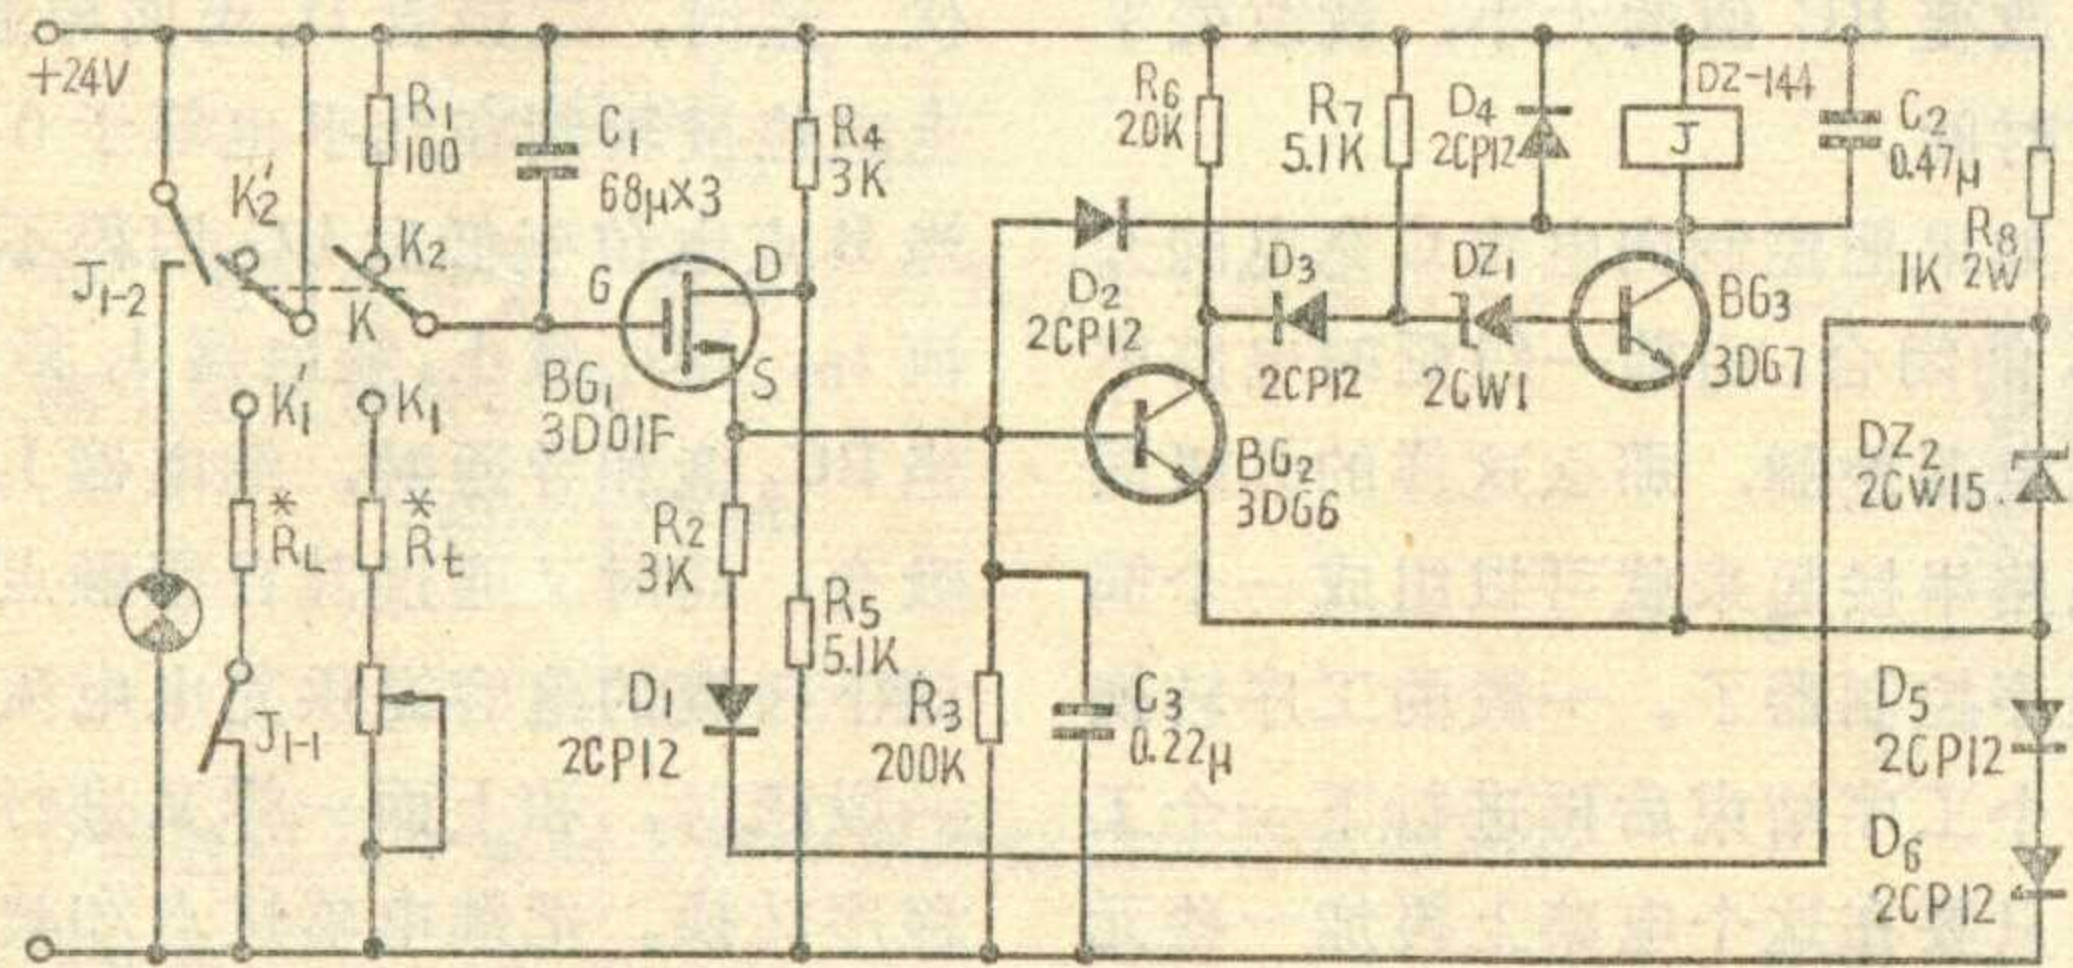 +24V
R1
100
C1
68μ×3
R4
3K
R6
20K
R7
5.1K
D4
2CP12
DZ-144
J
C2
0.47μ
R8
1K 2W
K2'
K2
J1-2
K
G
D
S
BG1
3D01F
D2
2CP12
D3
2CP12
DZ1
2CW1
BG3
3DG7
K1'
K1
*
RL
*
Rt
R2
3K
BG2
3DG6
DZ2
2CW15
R5
5.1K
J1-1
D1
2CP12
R3
200K
C3
0.22μ
D5
2CP12
D6
2CP12